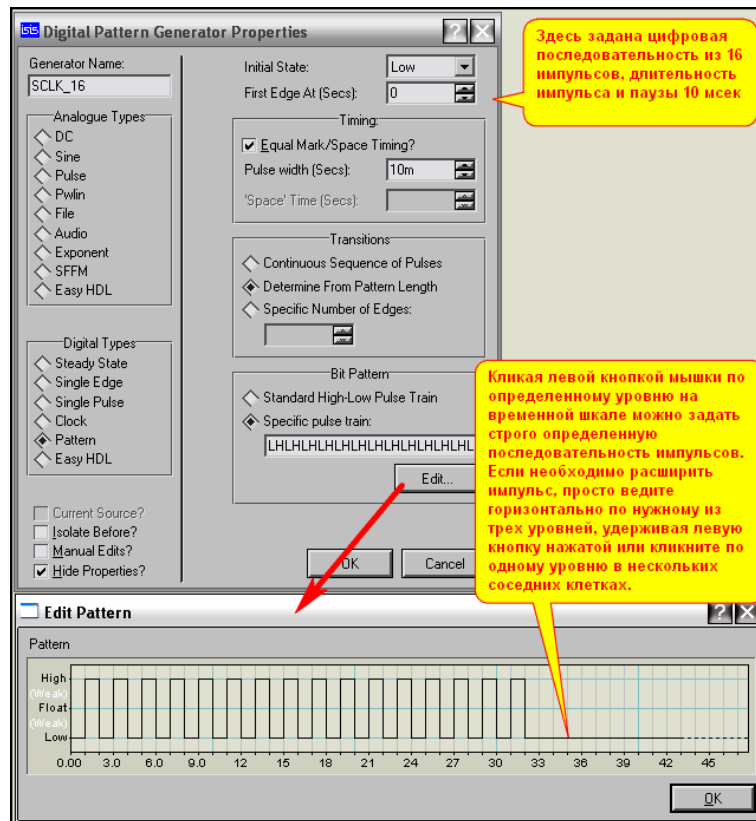 isis Digital Pattern Generator Properties
Generator Name:
SCLK_16
Analogue Types
DC
Sine
Pulse
Pwlin
File
Audio
Exponent
SFFM
Easy HDL
Digital Types
Steady State
Single Edge
Single Pulse
Clock
Pattern
Easy HDL
Current Source?
Isolate Before?
Manual Edits?
Hide Properties?
Initial State:
Low
First Edge At (Secs):
0
Timing:
Equal Mark/Space Timing?
Pulse width (Secs):
10m
'Space' Time (Secs):
Transitions
Continuous Sequence of Pulses
Determine From Pattern Length
Specific Number of Edges:
Bit Pattern
Standard High-Low Pulse Train
Specific pulse train:
LHLHLHLHLHLHLHLHLHLHLHLHL
Edit...
OK
Cancel
Здесь задана цифровая
последовательность из 16
импульсов, длительность
импульса и паузы 10 мсек
Кликая левой кнопкой мышки по
определенному уровню на
временной шкале можно задать
строго определенную
последовательность импульсов.
Если необходимо расширить
импульс, просто ведите
горизонтально по нужному из
трех уровней, удерживая левую
кнопку нажатой или кликните по
одному уровню в нескольких
соседних клетках.
Edit Pattern
Pattern
High
(Weak)
Float
(Weak)
Low
0.00 3.0 6.0 9.0 12 15 18 21 24 27 30 33 36 39 42 45
OK